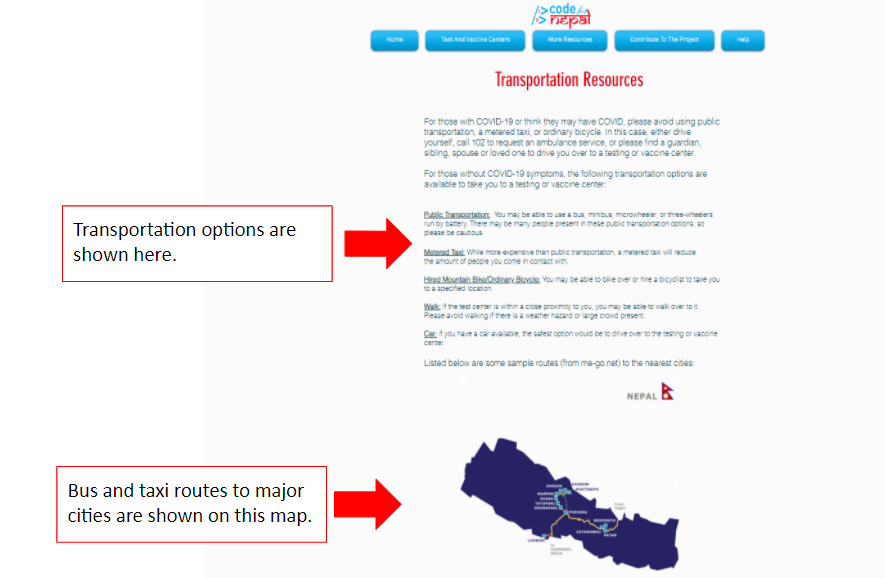 code for
nepal
Home
Test And Vaccine Centers
More Resources
Contribute To The Project
Help
Transportation Resources
For those with COVID-19 or think they may have COVID, please avoid using public
transportation, a metered taxi, or ordinary bicycle. In this case, either drive
yourself, call 102 to request an ambulance service, or please find a guardian,
sibling, spouse or loved one to drive you over to a testing or vaccine center.
For those without COVID-19 symptoms, the following transportation options are
available to take you to a testing or vaccine center:
Transportation options are
shown here.
Public Transportation: You may be able to use a bus, minibus, microwheeler or three-wheelers
run by battery. There may be many people present in these public transportation options, so
please be cautious.
Metered Taxi: While more expensive than public transportation, a metered taxi will reduce
the amount of people you come in contact with.
Hired Mountain Bike/Ordinary Bicycle: You may be able to bike over or hire a bicyclist to take you
to a specified location.
Walk: If the test center is within a close proximity to you, you may be able to walk over to it.
Please avoid walking if there is a weather hazard or large crowd present.
Car: If you have a car available, the safest option would be to drive over to the testing or vaccine
center.
Listed below are some sample routes (from me-go.net) to the nearest cities:
NEPAL
Bus and taxi routes to major
cities are shown on this map.
MUKTINATH
MARPHA
TATOPANI
GHORAPANI
POKHARA
KATHMANDU
PATAN
LUMBINI